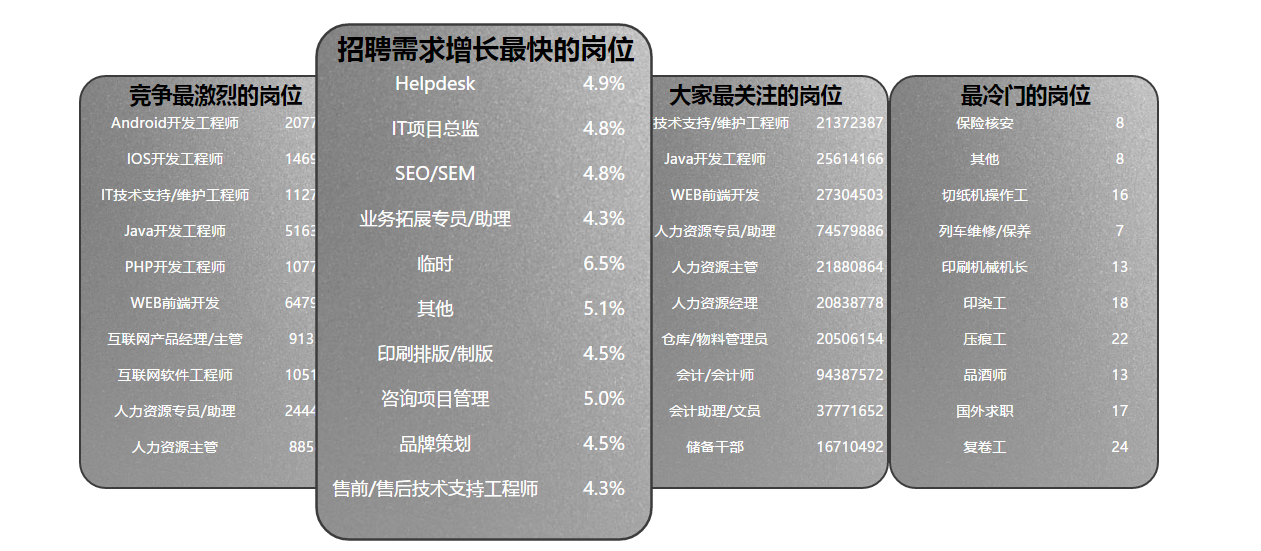 竞争最激烈的岗位
Android开发工程师 2077
IOS开发工程师 1469
IT技术支持/维护工程师 1127
Java开发工程师 5163
PHP开发工程师 1077
WEB前端开发 6479
互联网产品经理/主管 913
互联网软件工程师 1051
人力资源专员/助理 2444
人力资源主管 885
招聘需求增长最快的岗位
Helpdesk 4.9%
IT项目总监 4.8%
SEO/SEM 4.8%
业务拓展专员/助理 4.3%
临时 6.5%
其他 5.1%
印刷排版/制版 4.5%
咨询项目管理 5.0%
品牌策划 4.5%
售前/售后技术支持工程师 4.3%
大家最关注的岗位
技术支持/维护工程师 21372387
Java开发工程师 25614166
WEB前端开发 27304503
人力资源专员/助理 74579886
人力资源主管 21880864
人力资源经理 20838778
仓库/物料管理员 20506154
会计/会计师 94387572
会计助理/文员 37771652
储备干部 16710492
最冷门的岗位
保险核安 8
其他 8
切纸机操作工 16
列车维修/保养 7
印刷机械机长 13
印染工 18
压痕工 22
品酒师 13
国外求职 17
复卷工 24